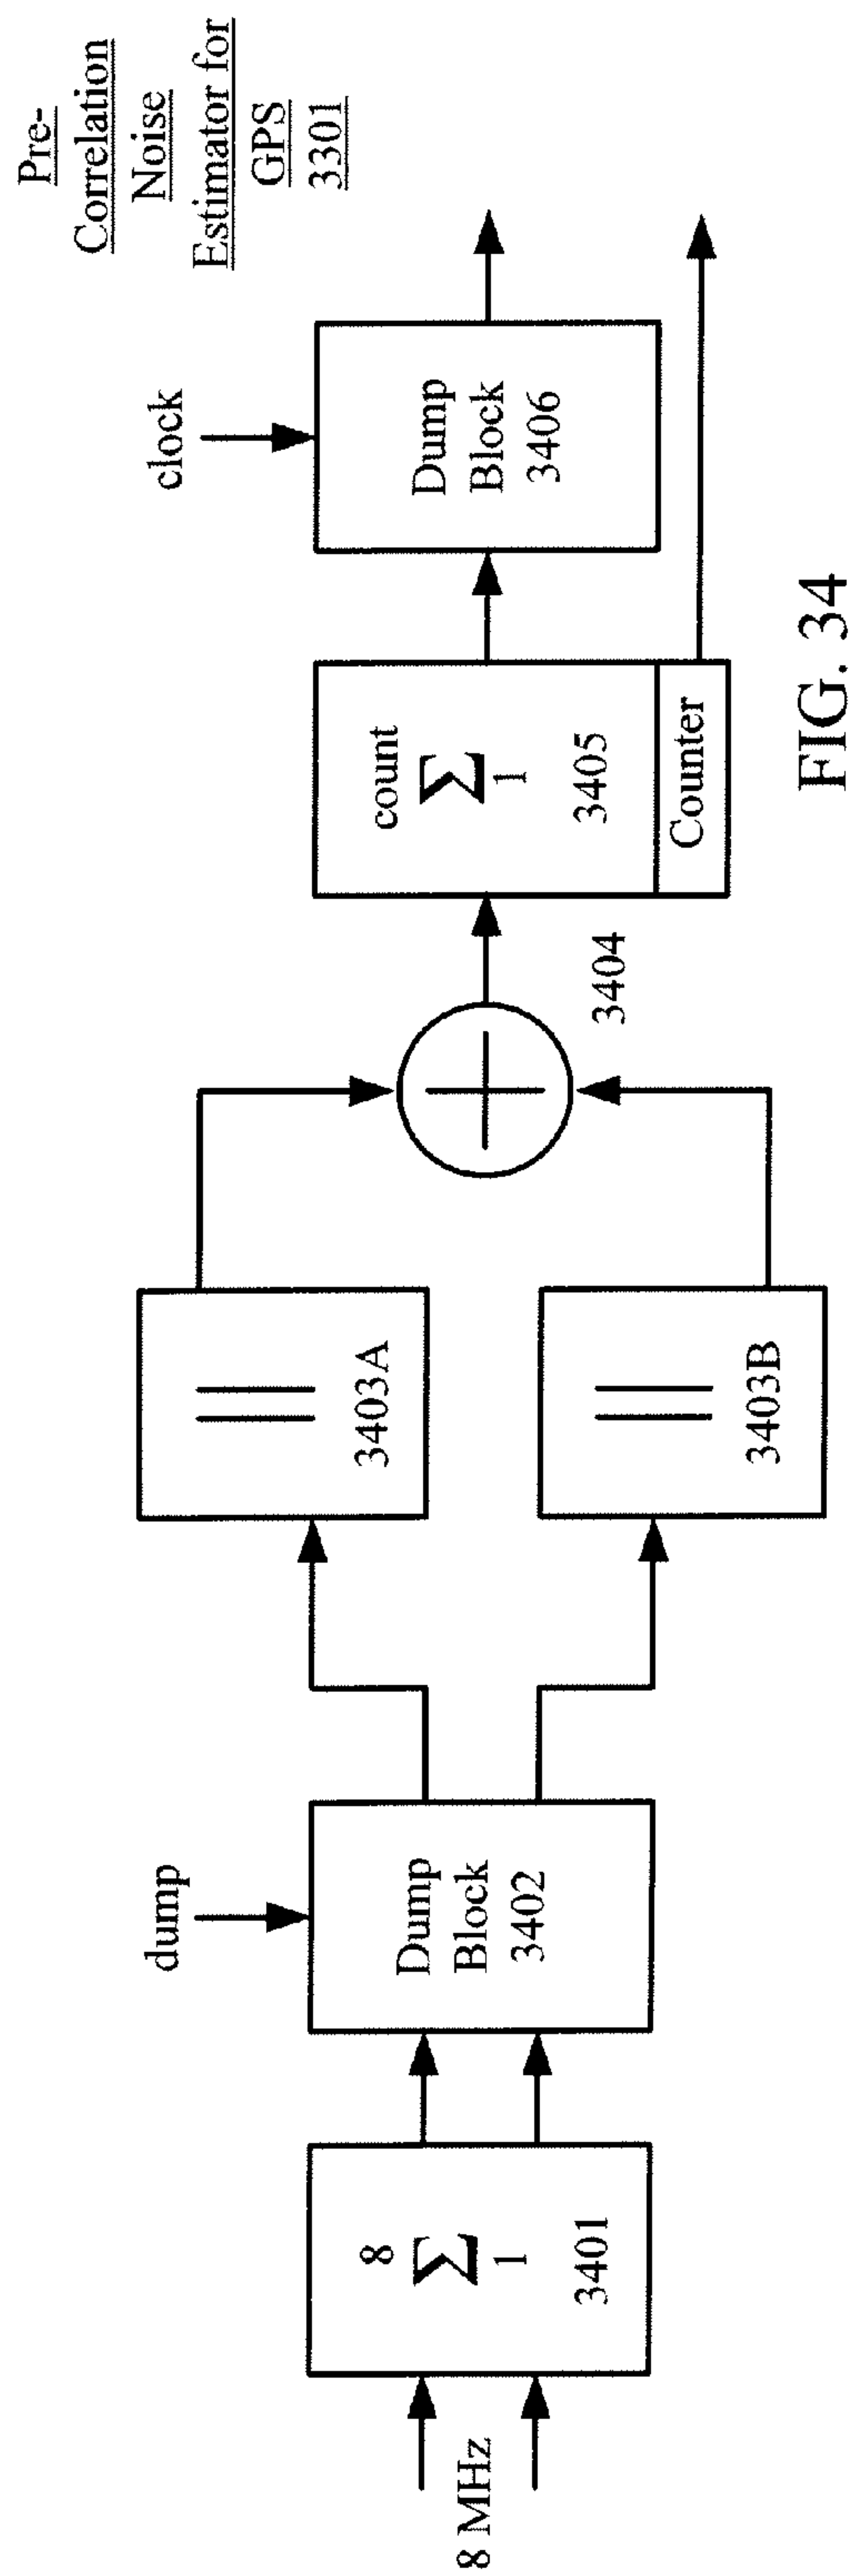 Pre-
Correlation
Noise
Estimator for
GPS
3301
8 MHz
8
∑
1
3401
dump
Dump
Block
3402
||
3403A
||
3403B
3404
count
∑
1
3405
Counter
clock
Dump
Block
3406
FIG. 34